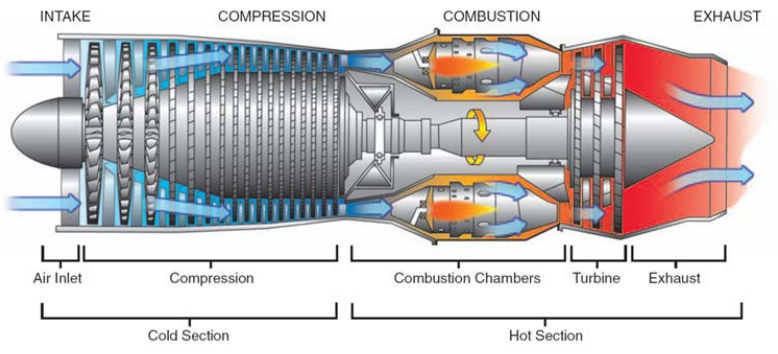 INTAKE COMPRESSION COMBUSTION EXHAUST
Air Inlet Compression Combustion Chambers Turbine Exhaust
Cold Section Hot Section